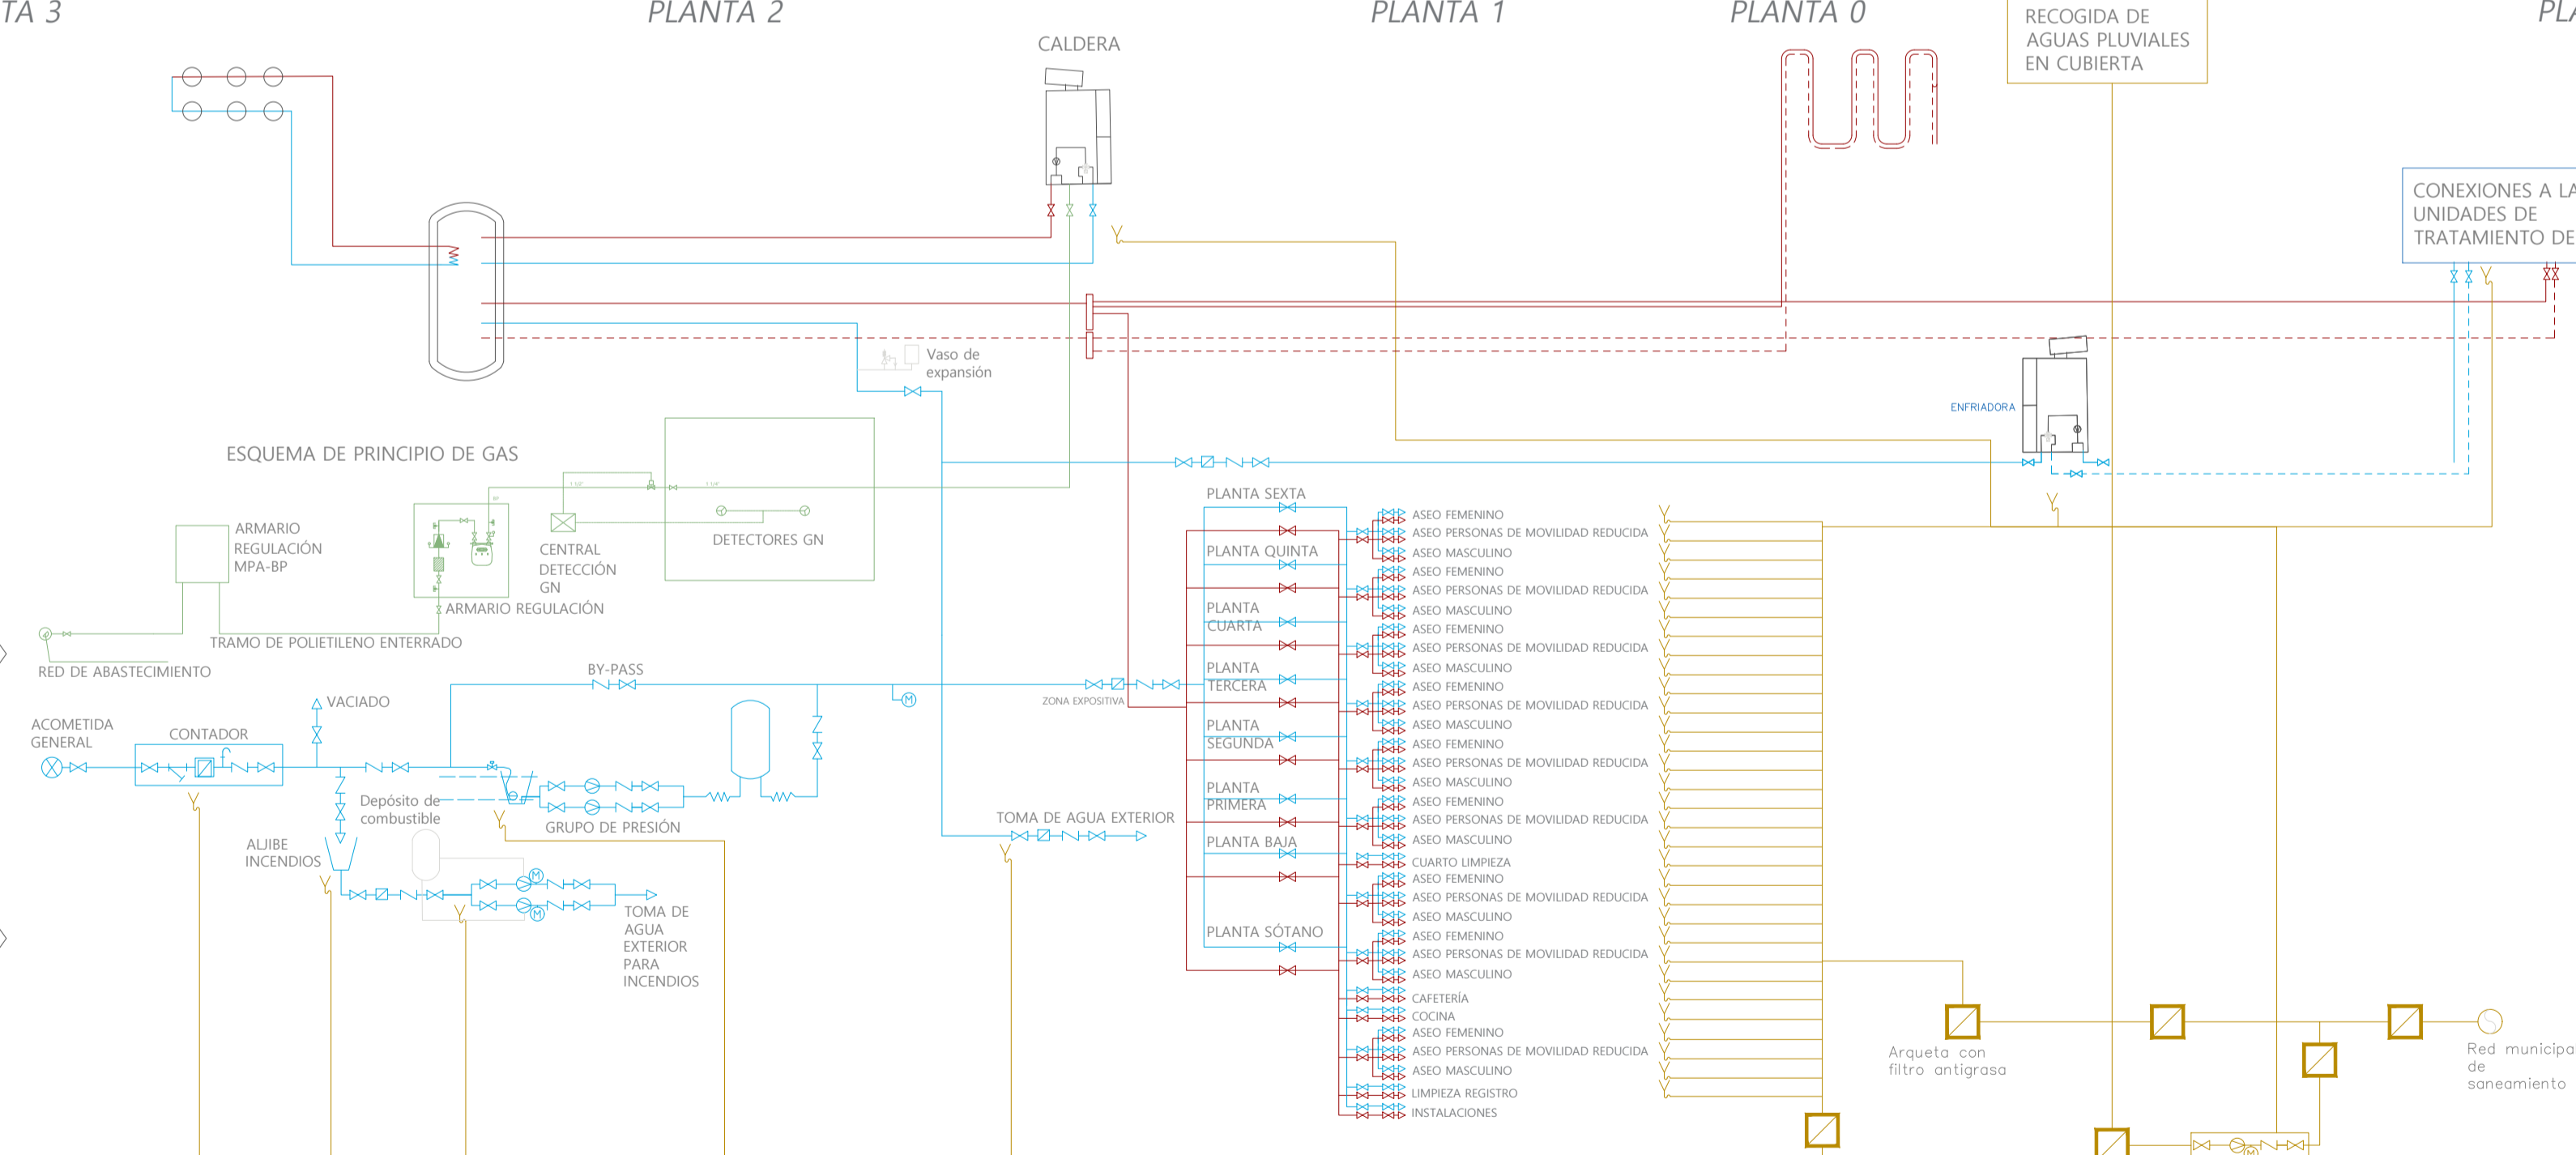 TA 3
PLANTA 2
PLANTA 1
PLANTA 0
PLA
RECOGIDA DE
AGUAS PLUVIALES
EN CUBIERTA
CALDERA
CONEXIONES A LA
UNIDADES DE
TRATAMIENTO DE
Vaso de
expansión
ENFRIADORA
ESQUEMA DE PRINCIPIO DE GAS
1 1/4"
ARMARIO
REGULACIÓN
MPA-BP
CENTRAL
DETECCIÓN
GN
DETECTORES GN
ARMARIO REGULACIÓN
TRAMO DE POLIETILENO ENTERRADO
RED DE ABASTECIMIENTO
BY-PASS
VACIADO
ACOMETIDA
GENERAL
CONTADOR
M
ZONA EXPOSITIVA
Depósito de
combustible
GRUPO DE PRESIÓN
TOMA DE AGUA EXTERIOR
ALJIBE
INCENDIOS
M
M
TOMA DE
AGUA
EXTERIOR
PARA
INCENDIOS
PLANTA SEXTA
PLANTA QUINTA
PLANTA
CUARTA
PLANTA
TERCERA
PLANTA
SEGUNDA
PLANTA
PRIMERA
PLANTA BAJA
PLANTA SÓTANO
ASEO FEMENINO
ASEO PERSONAS DE MOVILIDAD REDUCIDA
ASEO MASCULINO
ASEO FEMENINO
ASEO PERSONAS DE MOVILIDAD REDUCIDA
ASEO MASCULINO
ASEO FEMENINO
ASEO PERSONAS DE MOVILIDAD REDUCIDA
ASEO MASCULINO
ASEO FEMENINO
ASEO PERSONAS DE MOVILIDAD REDUCIDA
ASEO MASCULINO
ASEO FEMENINO
ASEO PERSONAS DE MOVILIDAD REDUCIDA
ASEO MASCULINO
ASEO FEMENINO
ASEO PERSONAS DE MOVILIDAD REDUCIDA
ASEO MASCULINO
CUARTO LIMPIEZA
ASEO FEMENINO
ASEO PERSONAS DE MOVILIDAD REDUCIDA
ASEO MASCULINO
ASEO FEMENINO
ASEO PERSONAS DE MOVILIDAD REDUCIDA
ASEO MASCULINO
CAFETERÍA
COCINA
ASEO FEMENINO
ASEO PERSONAS DE MOVILIDAD REDUCIDA
ASEO MASCULINO
LIMPIEZA REGISTRO
INSTALACIONES
Arqueta con
filtro antigrasa
Red municipa
de
saneamiento
M